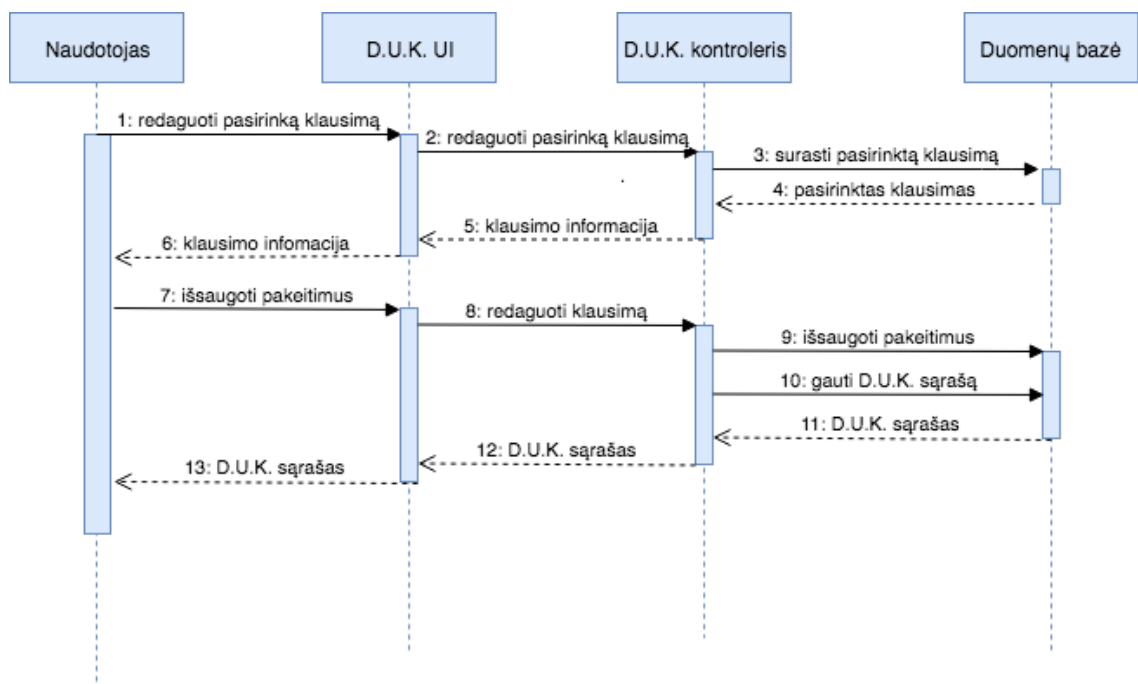 Naudotojas
D.U.K. UI
D.U.K. kontroleris
Duomenų bazė
1: redaguoti pasirinką klausimą
2: redaguoti pasirinką klausimą
3: surasti pasirinktą klausimą
4: pasirinktas klausimas
5: klausimo informacija
6: klausimo infomacija
7: išsaugoti pakeitimus
8: redaguoti klausimą
9: išsaugoti pakeitimus
10: gauti D.U.K. sąrašą
11: D.U.K. sąrašas
12: D.U.K. sąrašas
13: D.U.K. sąrašas